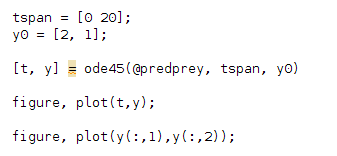 tspan = [0 20];
y0 = [2, 1];
[t, y] = ode45(@predprey, tspan, y0)
figure, plot(t,y);
figure, plot(y(:,1),y(:,2));